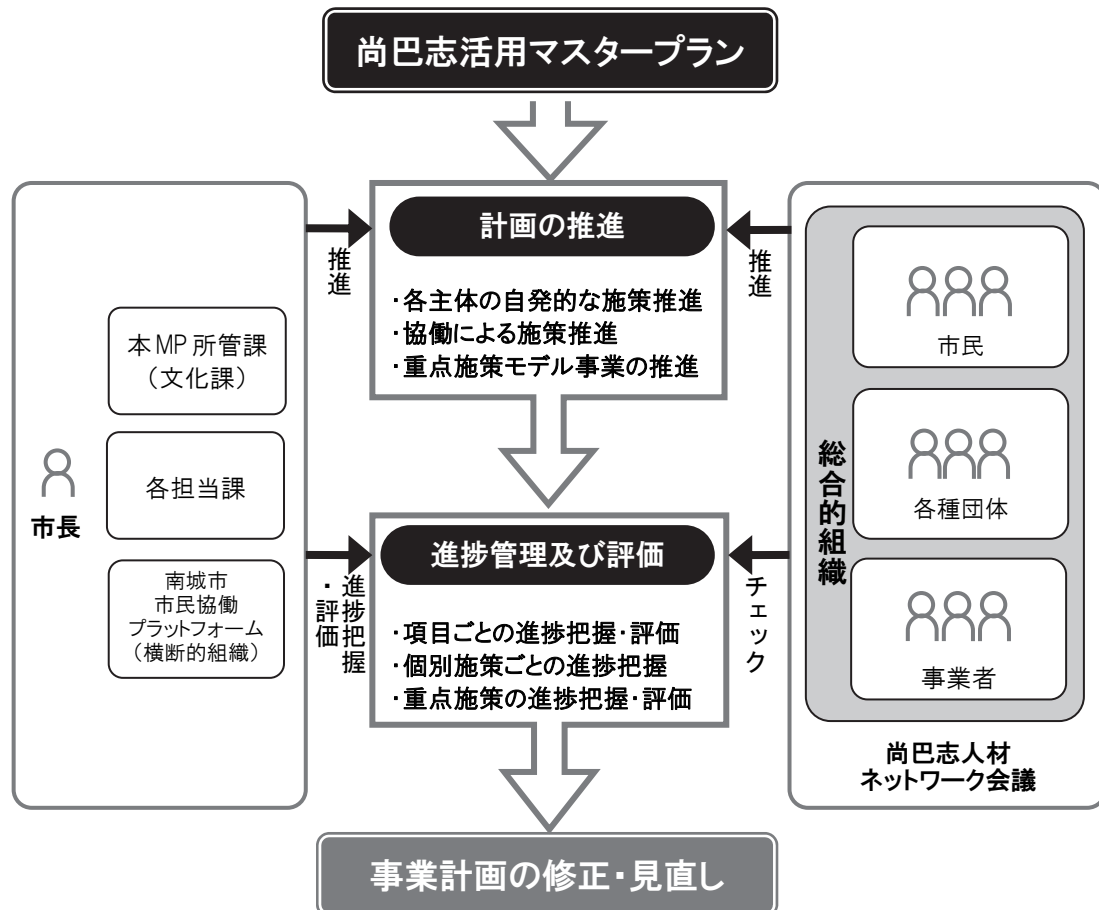 尚巴志活用マスタープラン
計画の推進
・各主体の自発的な施策推進
・協働による施策推進
・重点施策モデル事業の推進
推進
推進
本MP所管課
（文化課）
各担当課
南城市
市民協働
プラットフォーム
（横断的組織）
市長
進捗管理及び評価
・項目ごとの進捗把握・評価
・個別施策ごとの進捗把握
・重点施策の進捗把握・評価
進捗把握
・評価
チェック
総合的組織
市民
各種団体
事業者
尚巴志人材
ネットワーク会議
事業計画の修正・見直し